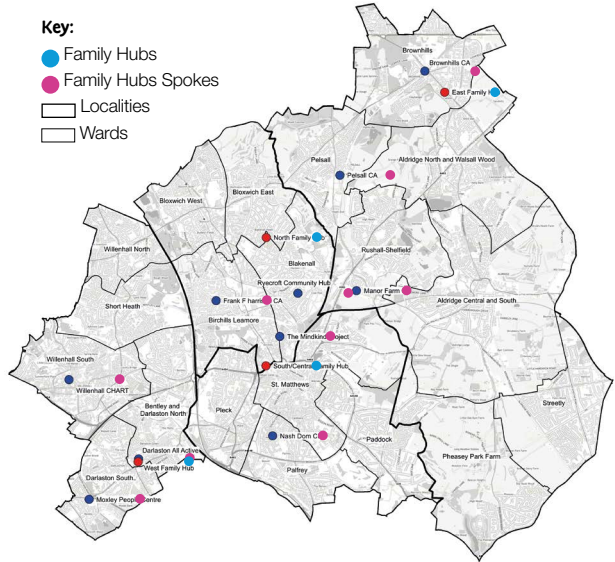 Key:
Family Hubs
Family Hubs Spokes
Localities
Wards
Brownhills
Brownhills CA
East Family
Pelsall
Aldridge North and Walsall Wood
Pelsall CA
Bloxwich East
Bloxwich West
Rushall-Shelfield
Willenhall North
North Family
Blakenall
Ryecroft Community Hub
Manor Farm
Frank F CA
Aldridge Central and South
Short Heath
Birchills Leamore
The Mindkind Project
Willenhall South
South/Central Family Hub
St. Matthews
Willenhall CHART
Streetly
Bentley and
Darlaston North
Pleck
Nash Dom
Paddock
Pheasey Park Farm
Darlaston All Active
West Family Hub
Palfrey
Darlaston South
Moxley People Centre